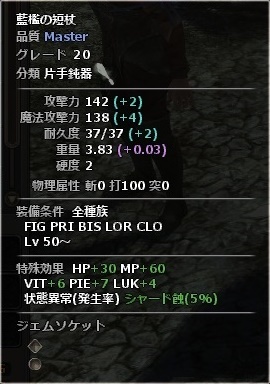 藍檻の短杖
品質 Master
グレード 20
分類 片手鈍器
攻撃力 142 (+2)
魔法攻撃力 138 (+4)
耐久度 37/37 (+2)
重量 3.83 (+0.03)
硬度 2
物理属性 斬0 打100 突0
装備条件 全種族
FIG PRI BIS LOR CLO
Lv 50～
特殊効果 HP+30 MP+60
VIT+6 PIE+7 LUK+4
状態異常(発生率) シャード蝕(5%)
ジェムソケット